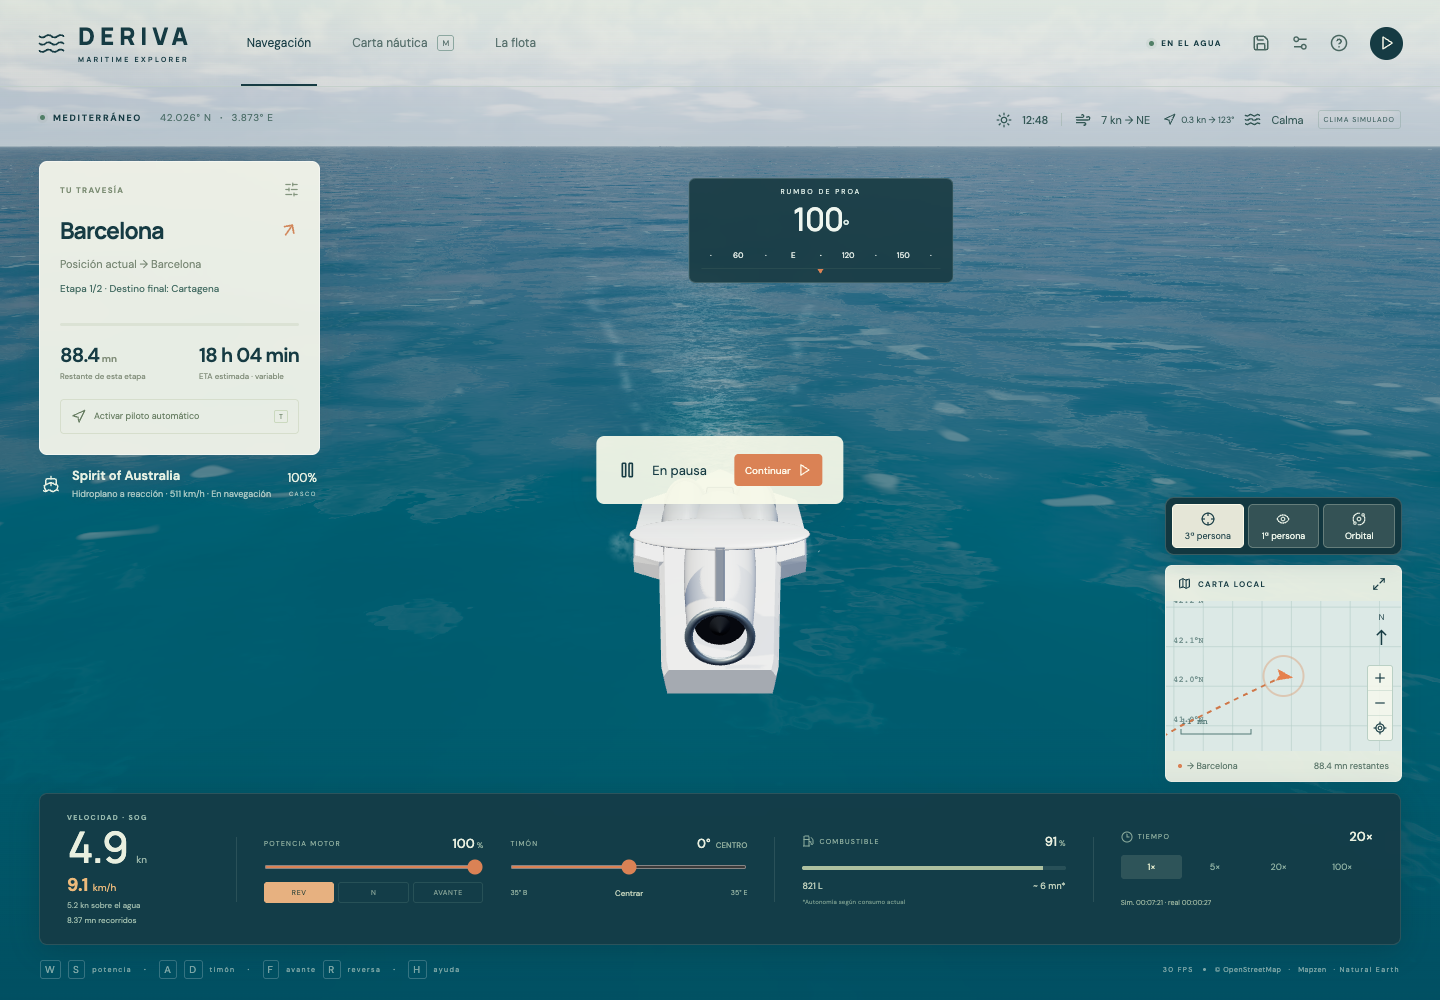 DERIVA
MARITIME EXPLORER
Navegación
Carta náutica M
La flota
EN EL AGUA
MEDITERRÁNEO 42.026° N · 3.873° E
12:48
7 kn → NE
0.3 kn → 123°
Calma
CLIMA SIMULADO
TU TRAVESÍA
Barcelona
Posición actual → Barcelona
Etapa 1/2 · Destino final: Cartagena
88.4 mn
Restante de esta etapa
18 h 04 min
ETA estimada · variable
Activar piloto automático T
Spirit of Australia
Hidroplano a reacción · 511 km/h · En navegación
100%
CASCO
RUMBO DE PROA
100°
· 60 · E · 120 · 150 ·
En pausa
Continuar
3ª persona
1ª persona
Orbital
CARTA LOCAL
N
42.1°N
42.0°N
→ Barcelona
88.4 mn restantes
VELOCIDAD · SOG
4.9 kn
9.1 km/h
5.2 kn sobre el agua
8.37 mn recorridos
POTENCIA MOTOR 100 %
REV N AVANTE
TIMÓN 0° CENTRO
35° B Centrar 35° E
COMBUSTIBLE 91 %
821 L ~ 6 mn*
*Autonomía según consumo actual
TIEMPO 20×
1× 5× 20× 100×
Sim. 00:07:21 · real 00:00:27
W S potencia · A D timón · F avante R reversa · H ayuda
30 FPS • © OpenStreetMap · Mapzen · Natural Earth